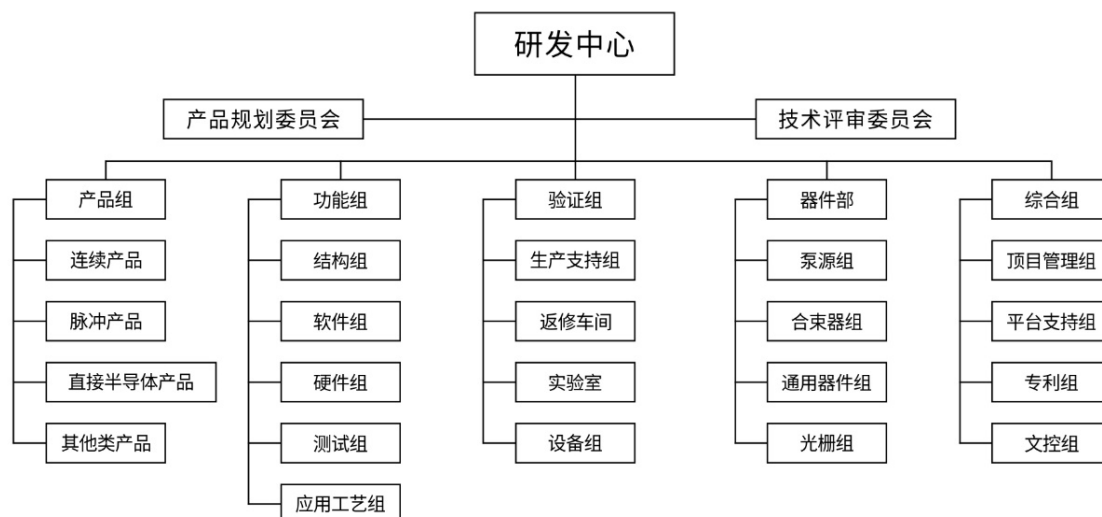 研发中心
产品规划委员会
技术评审委员会
产品组
功能组
验证组
器件部
综合组
连续产品
结构组
生产支持组
泵源组
顶目管理组
脉冲产品
软件组
返修车间
合束器组
平台支持组
直接半导体产品
硬件组
实验室
通用器件组
专利组
其他类产品
测试组
设备组
光栅组
文控组
应用工艺组